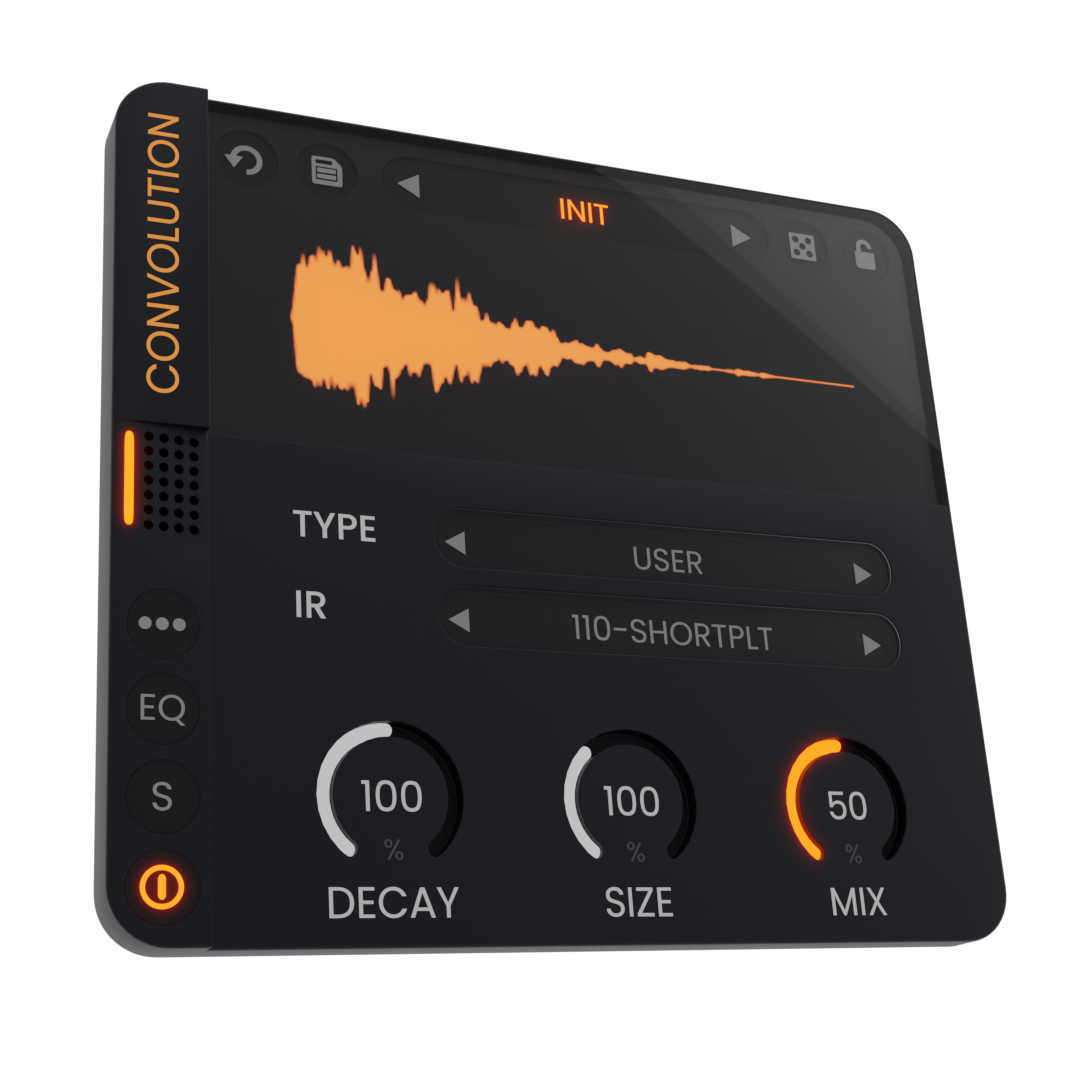 CONVOLUTION
INIT
TYPE
USER
IR
110-SHORTPLT
EQ
S
100
%
DECAY
100
%
SIZE
50
%
MIX